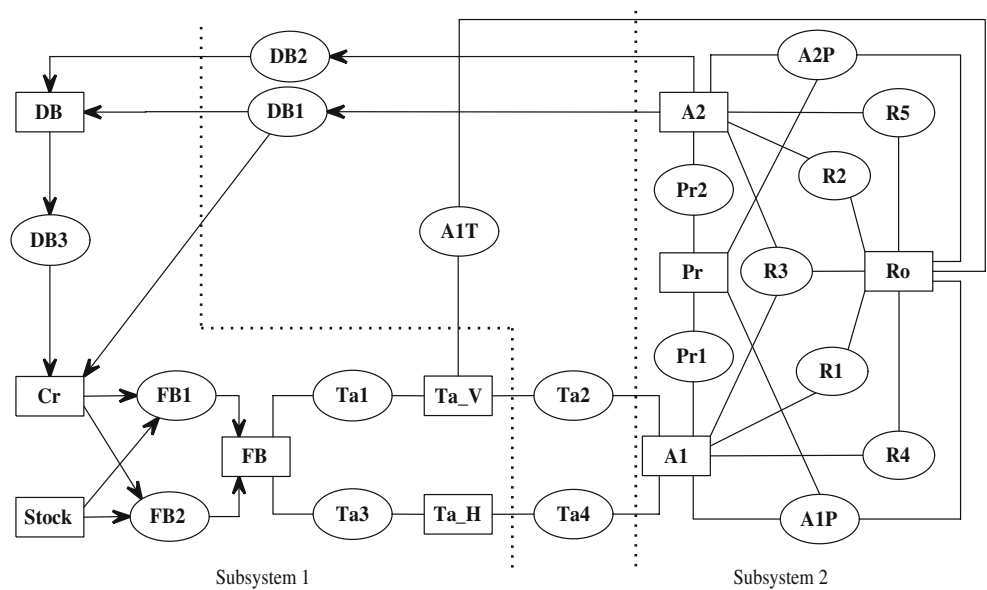 DB2
A2P
DB
DB1
A2
R5
R2
Pr2
A1T
DB3
Pr
R3
Ro
Pr1
R1
Cr
FB1
Ta1
Ta_V
Ta2
FB
A1
R4
Stock
FB2
Ta3
Ta_H
Ta4
A1P
Subsystem 1
Subsystem 2